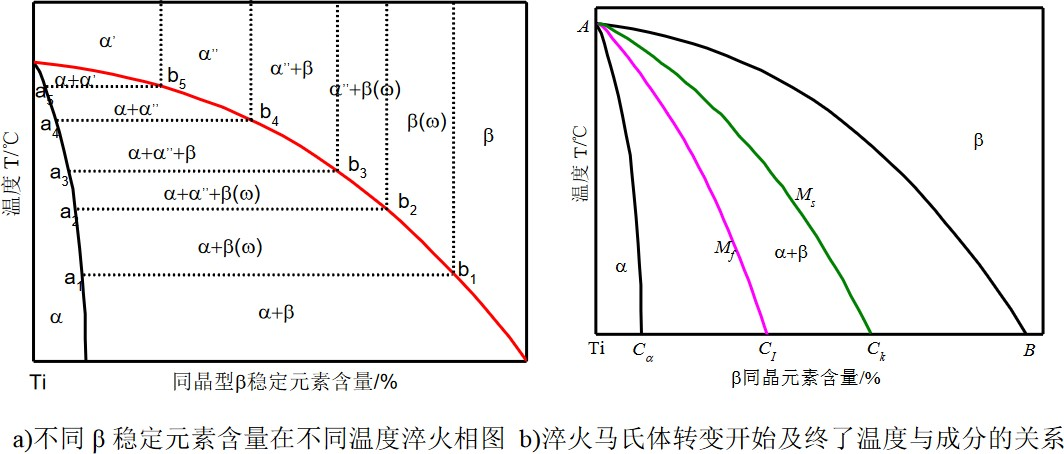 α'
α''
α''+β
α''+β(ω)
β(ω)
β
α+α'
α+α''
α+α''+β
α+α''+β(ω)
α+β(ω)
α+β
α
a5
a4
a3
a2
a1
b5
b4
b3
b2
b1
温度 T/℃
Ti
同晶型β稳定元素含量/%
A
β
Ms
Mf
α+β
α
温度 T/℃
Ti Cα CI Ck B
β同晶元素含量/%
a)不同 β 稳定元素含量在不同温度淬火相图 b)淬火马氏体转变开始及终了温度与成分的关系